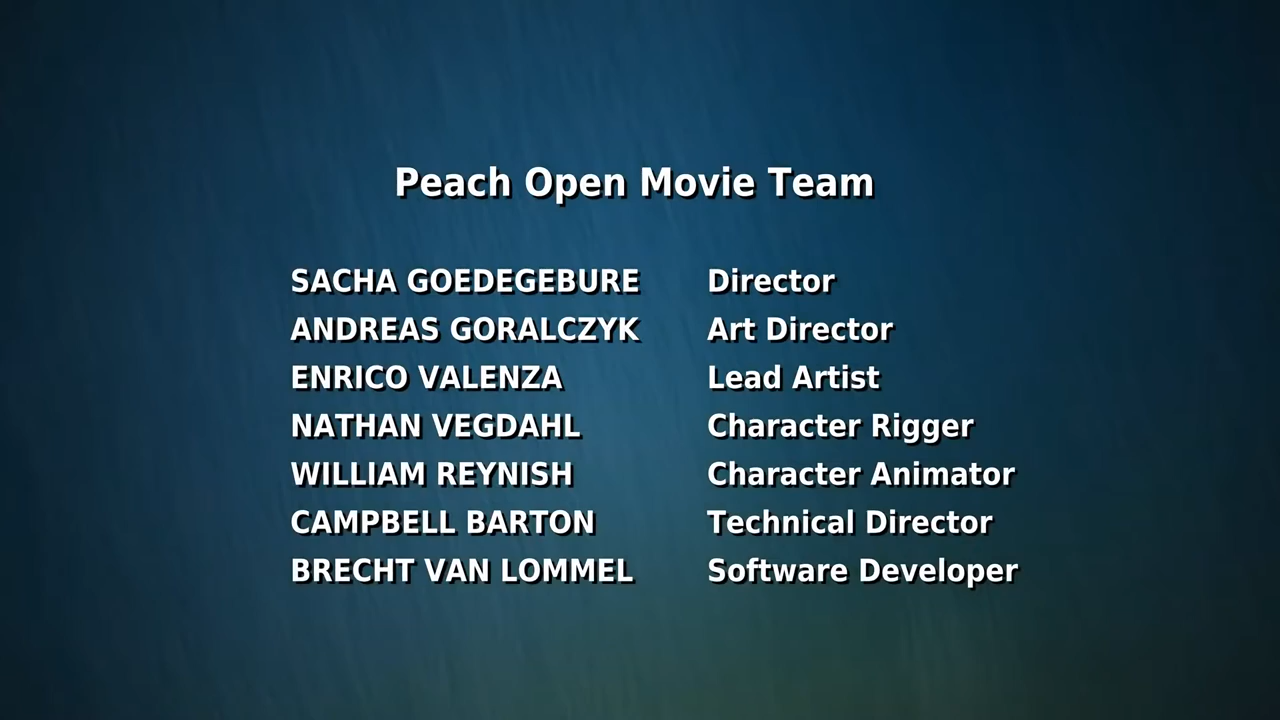 Peach Open Movie Team
SACHA GOEDEGEBURE Director
ANDREAS GORALCZYK Art Director
ENRICO VALENZA Lead Artist
NATHAN VEGDAHL Character Rigger
WILLIAM REYNISH Character Animator
CAMPBELL BARTON Technical Director
BRECHT VAN LOMMEL Software Developer